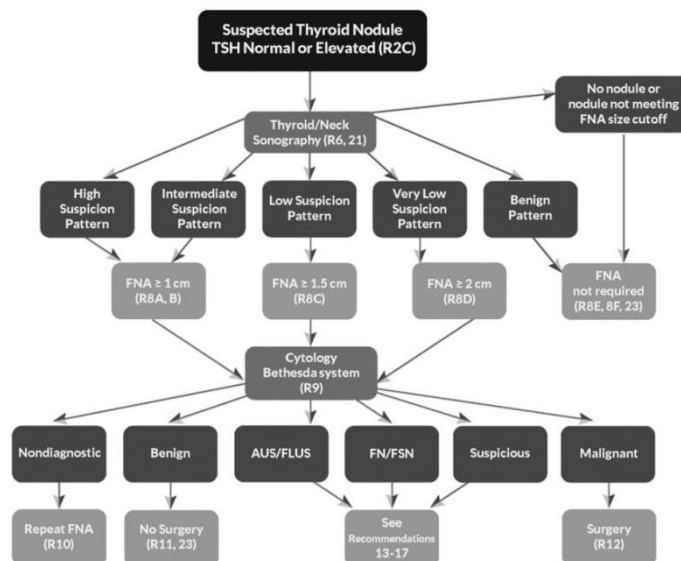 Suspected Thyroid Nodule
TSH Normal or Elevated (R2C)
No nodule or
nodule not meeting
FNA size cutoff
Thyroid/Neck
Sonography (R6, 21)
High
Suspicion
Pattern
Intermediate
Suspicion
Pattern
Low Suspicion
Pattern
Very Low
Suspicion
Pattern
Benign
Pattern
FNA ≥ 1 cm
(R8A, B)
FNA ≥ 1.5 cm
(R8C)
FNA ≥ 2 cm
(R8D)
FNA
not required
(R8E, 8F, 23)
Cytology
Bethesda system
(R9)
Nondiagnostic
Benign
AUS/FLUS
FN/FSN
Suspicious
Malignant
Repeat FNA
(R10)
No Surgery
(R11, 23)
See
Recommendations
13-17
Surgery
(R12)